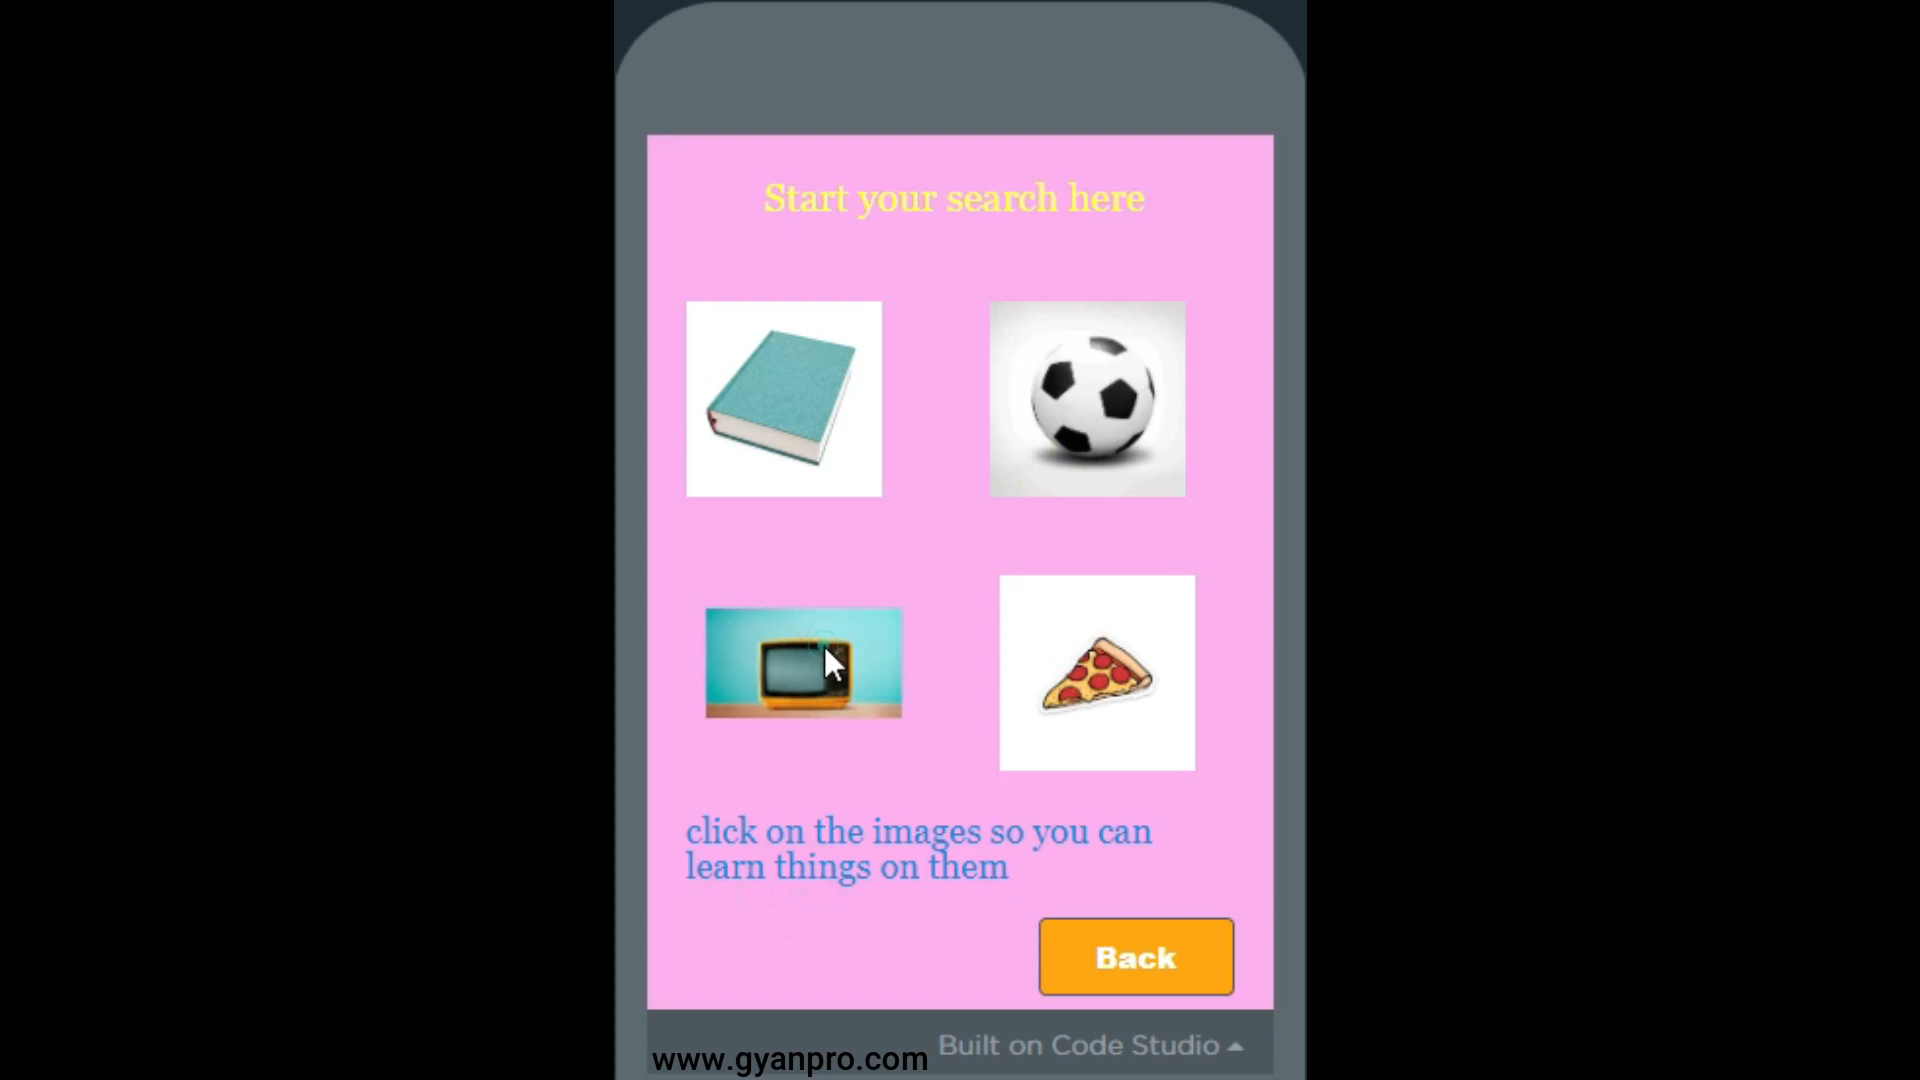 Start your search here
click on the images so you can
learn things on them
Back
Built on Code Studio
www.gyanpro.com